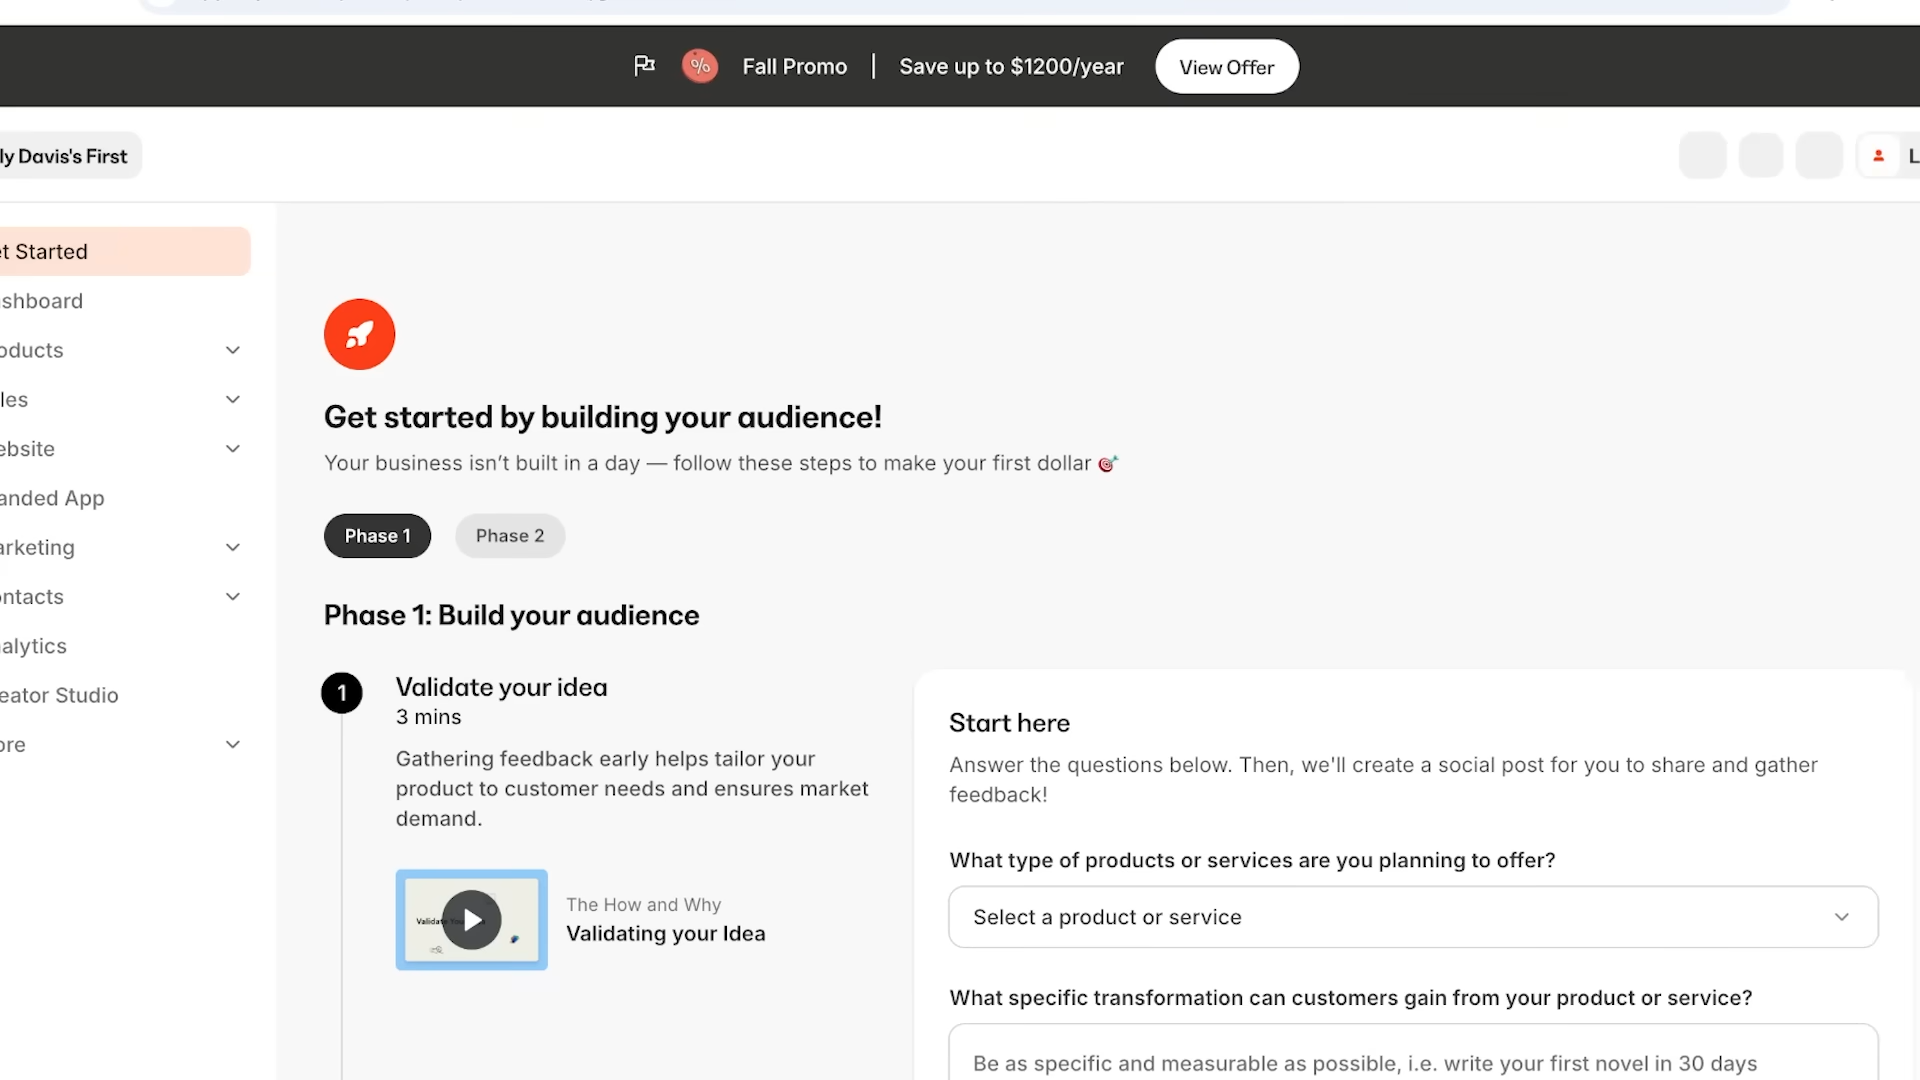 Fall Promo | Save up to $1200/year View Offer
ly Davis's First
L
t Started
shboard
oducts
les
ebsite
anded App
arketing
ontacts
alytics
eator Studio
ore
Get started by building your audience!
Your business isn’t built in a day — follow these steps to make your first dollar 🎯
Phase 1
Phase 2
Phase 1: Build your audience
1
Validate your idea
3 mins
Gathering feedback early helps tailor your
product to customer needs and ensures market
demand.
The How and Why
Validating your Idea
Start here
Answer the questions below. Then, we'll create a social post for you to share and gather
feedback!
What type of products or services are you planning to offer?
Select a product or service
What specific transformation can customers gain from your product or service?
Be as specific and measurable as possible, i.e. write your first novel in 30 days